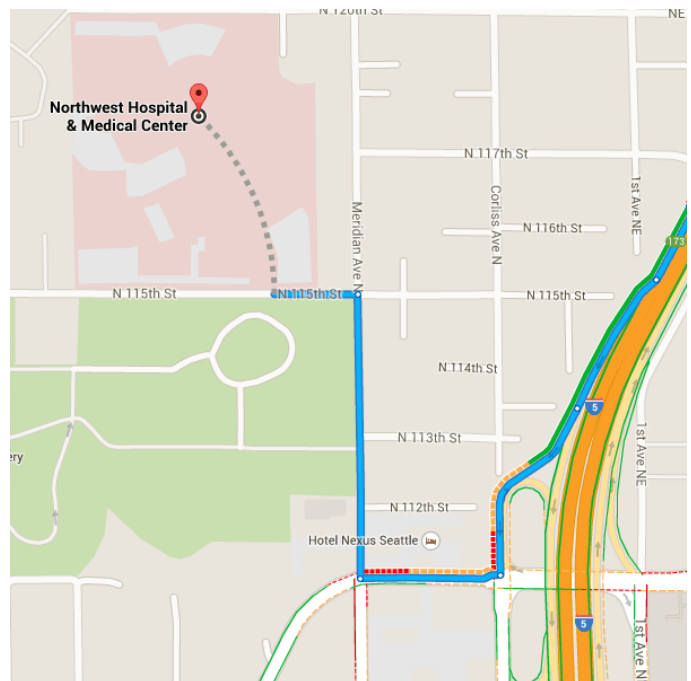 N 120th St
NE
Northwest Hospital
& Medical Center
N 117th St
1st Ave NE
Corliss Ave N
Meridian Ave N
N 116th St
173
N 115th St
N 115th St
N 115th St
N 114th St
5
N 113th St
1st Ave NE
ery
N 112th St
Hotel Nexus Seattle
5
1st Ave N